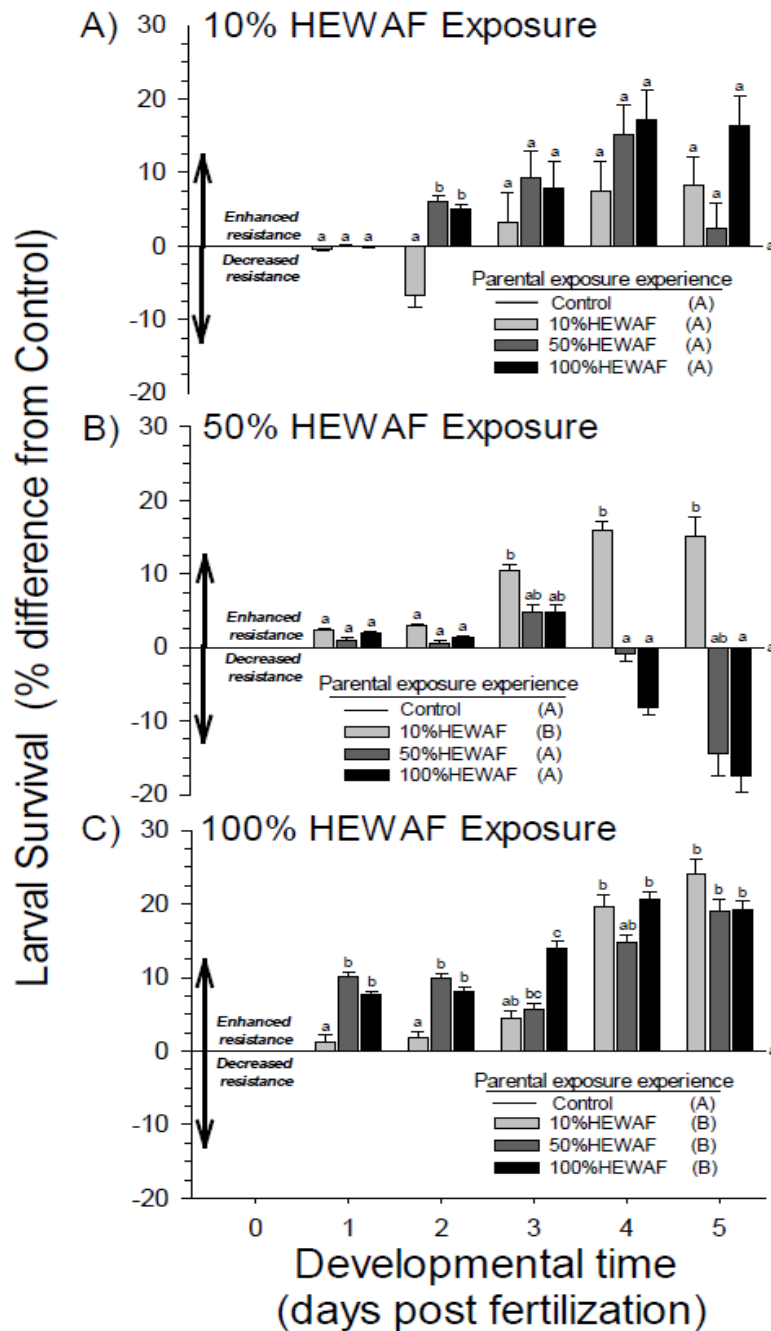 Larval Survival (% difference from Control)
A) 10% HEWAF Exposure
30
20
10
0
-10
-20
Enhanced
resistance
Decreased
resistance
a a a
a b b
a a a
a a a
a a a
a
Parental exposure experience
Control (A)
10%HEWAF (A)
50%HEWAF (A)
100%HEWAF (A)
B) 50% HEWAF Exposure
30
20
10
0
-10
-20
Enhanced
resistance
Decreased
resistance
a a a
a a a
b ab ab
b a a
b ab a
a
Parental exposure experience
Control (A)
10%HEWAF (B)
50%HEWAF (A)
100%HEWAF (A)
C) 100% HEWAF Exposure
30
20
10
0
-10
-20
Enhanced
resistance
Decreased
resistance
a b b
a b b
ab bc c
b ab b
b b b
a
Parental exposure experience
Control (A)
10%HEWAF (B)
50%HEWAF (B)
100%HEWAF (B)
0 1 2 3 4 5
Developmental time
(days post fertilization)